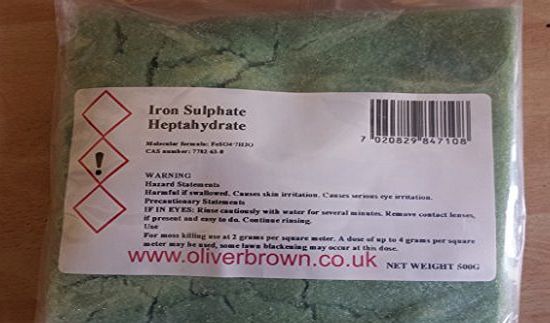 Iron Sulphate
Heptahydrate
7 020829 847108
Molecular formula: FeSO4·7H2O
CAS number: 7782-63-0
WARNING
Hazard Statements
Harmful if swallowed. Causes skin irritation. Causes serious eye irritation.
Precautionary Statements
IF IN EYES: Rinse cautiously with water for several minutes. Remove contact lenses,
if present and easy to do. Continue rinsing.
Use
For moss killing use at 2 grams per square meter. A dose of up to 4 grams per square
meter may be used, some lawn blackening may occur at this dose.
www.oliverbrown.co.uk
NET WEIGHT 500G